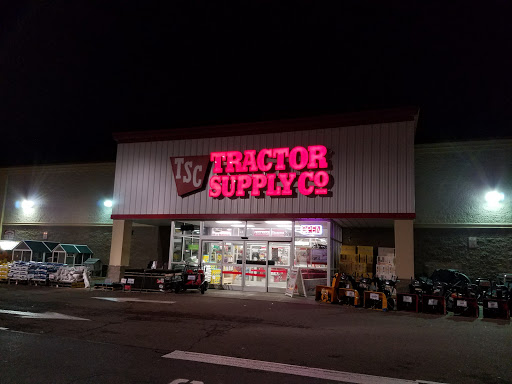 TSC
TRACTOR
SUPPLY CO
OPEN